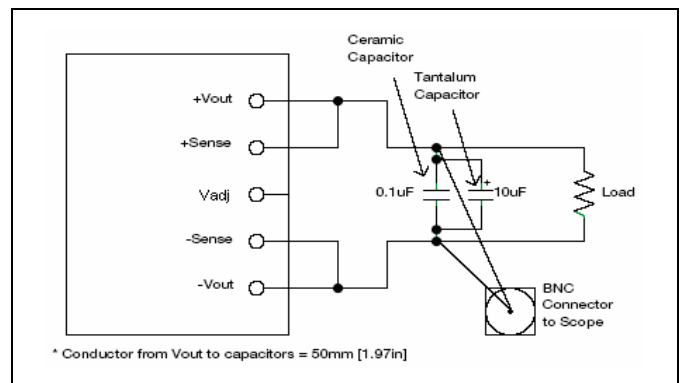 Ceramic
Capacitor
Tantalum
Capacitor
+Vout
+Sense
Vadj
-Sense
-Vout
0.1uF
+
10uF
Load
BNC
Connector
to Scope
* Conductor from Vout to capacitors = 50mm [1.97in]